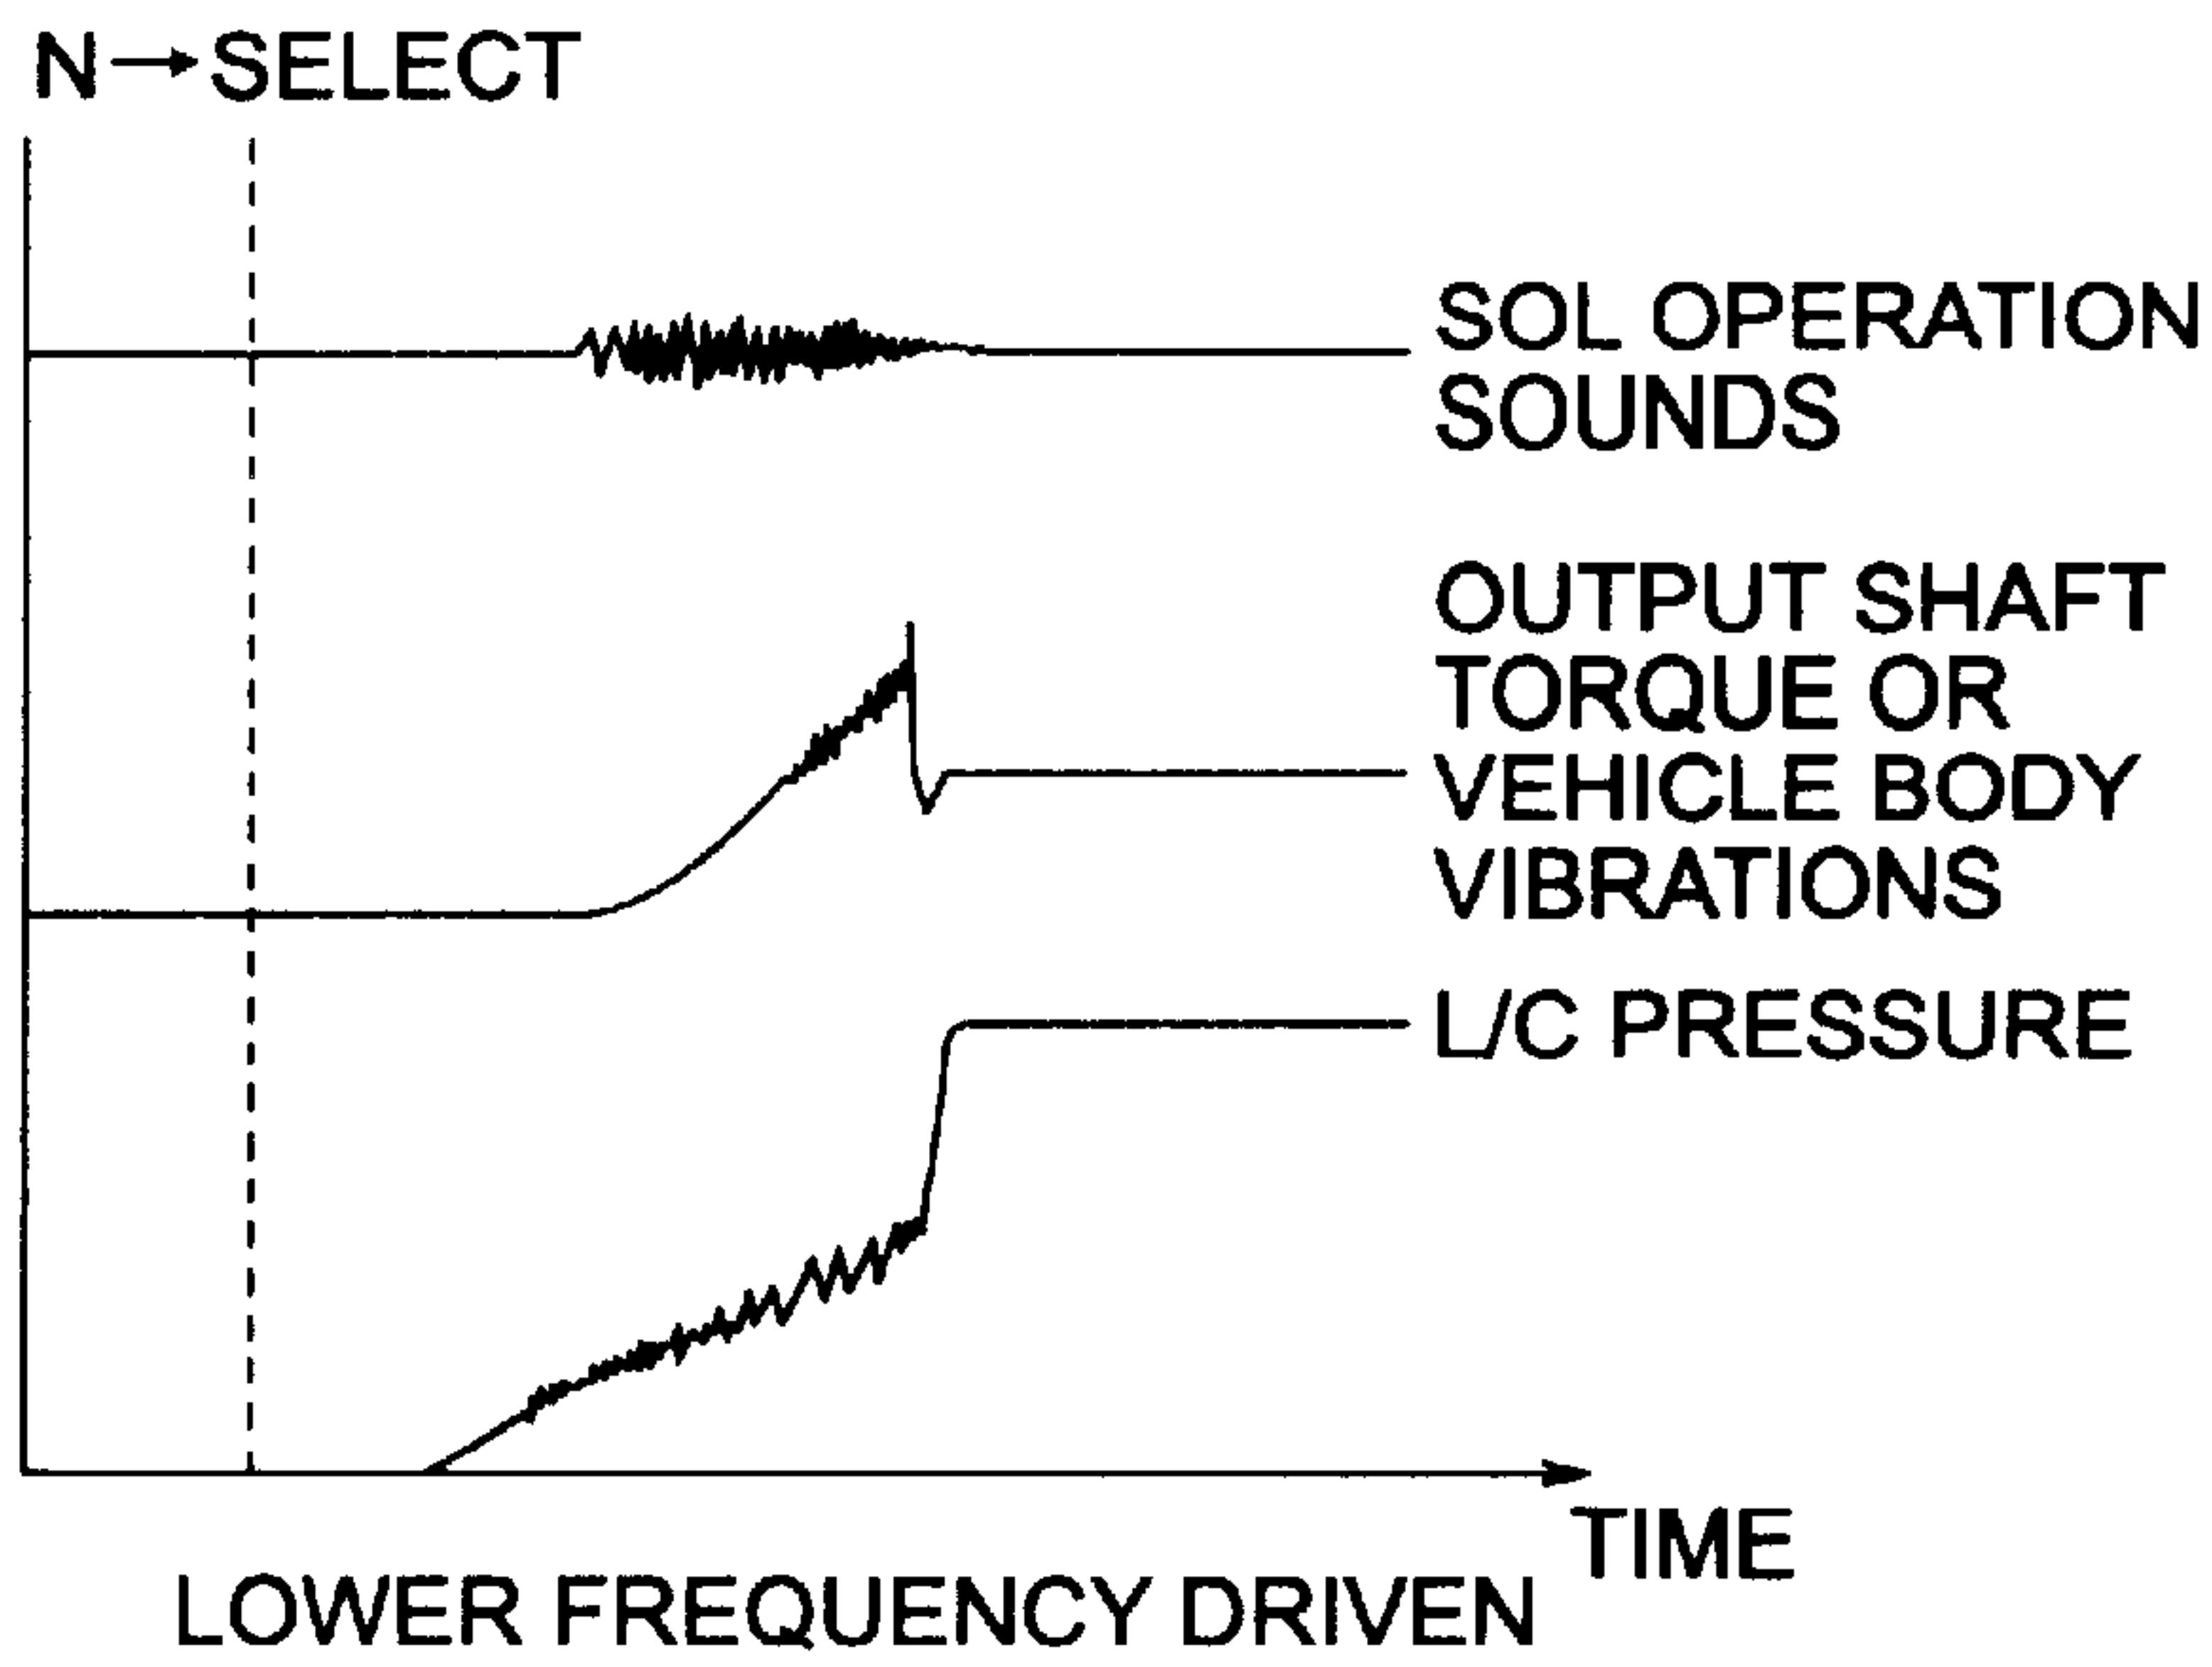 N→SELECT
SOL OPERATION
SOUNDS
OUTPUT SHAFT
TORQUE OR
VEHICLE BODY
VIBRATIONS
L/C PRESSURE
TIME
LOWER FREQUENCY DRIVEN